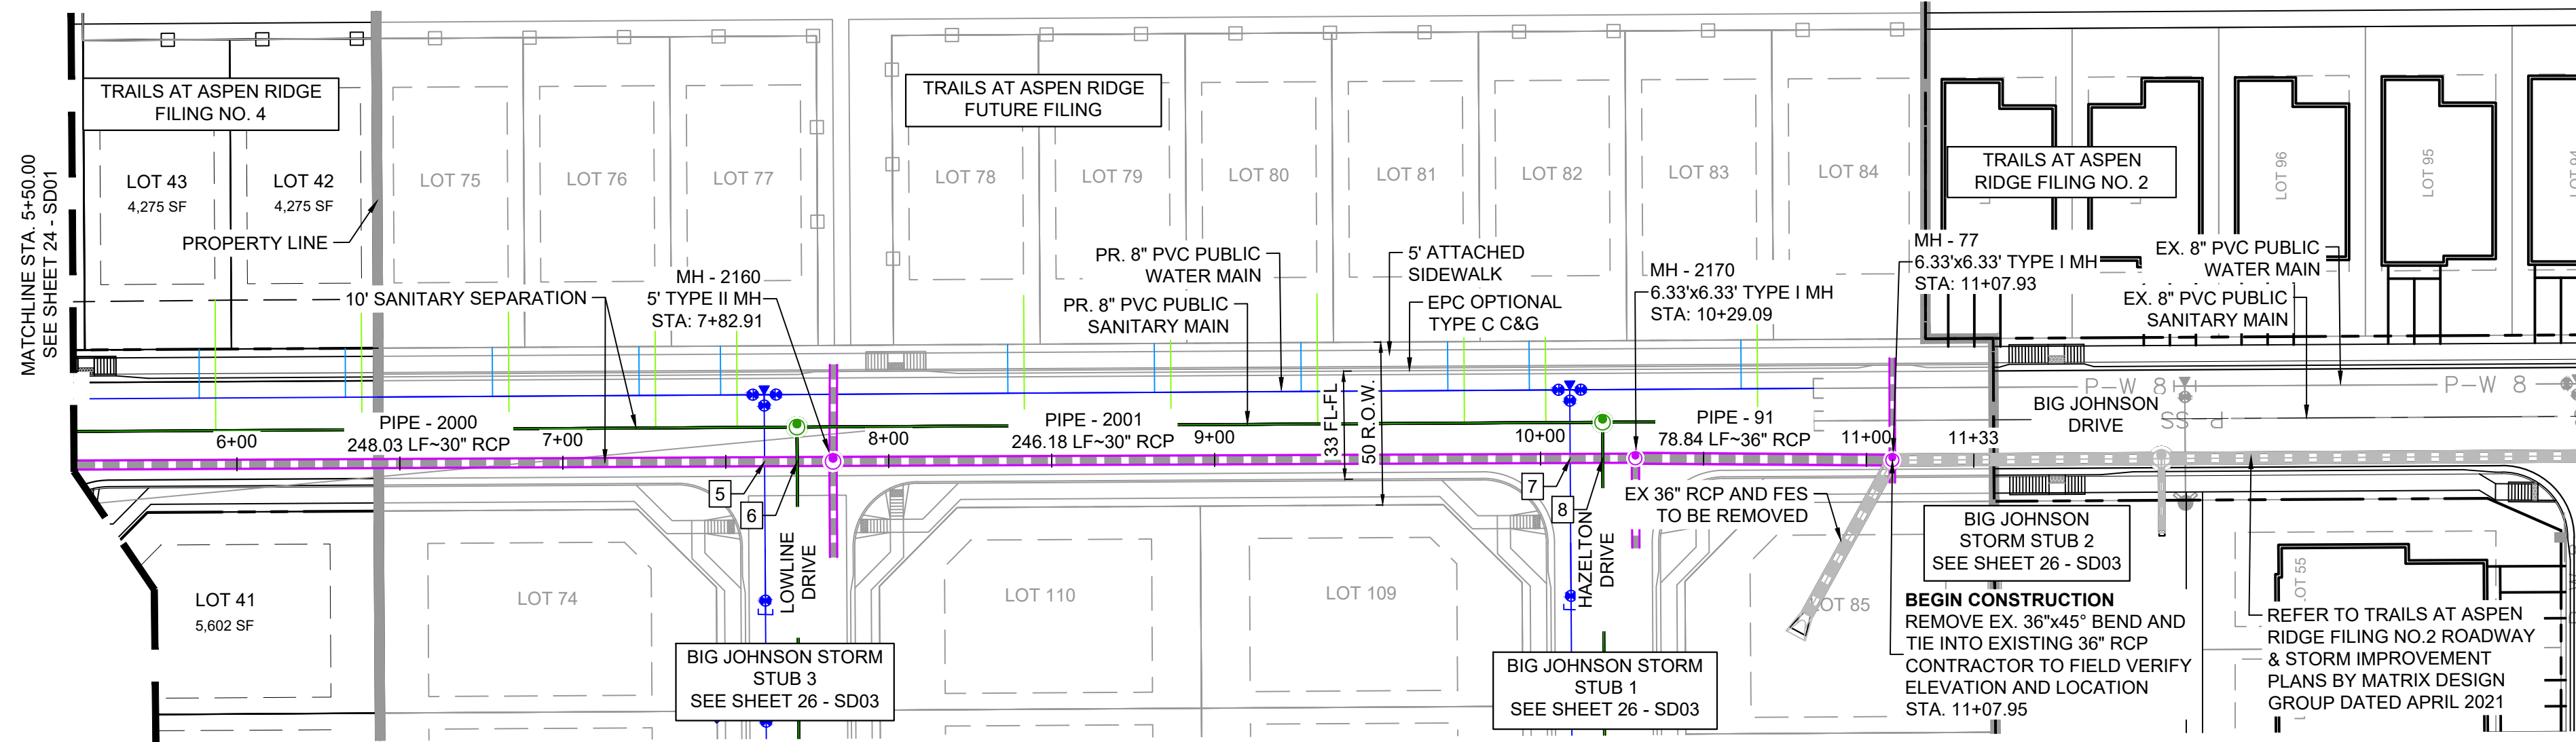 MATCHLINE STA. 5+50.00
SEE SHEET 24 - SD01
TRAILS AT ASPEN RIDGE
FILING NO. 4
LOT 43
4,275 SF
LOT 42
4,275 SF
PROPERTY LINE
LOT 75
LOT 76
LOT 77
TRAILS AT ASPEN RIDGE
FUTURE FILING
LOT 78
LOT 79
LOT 80
LOT 81
LOT 82
LOT 83
LOT 84
TRAILS AT ASPEN
RIDGE FILING NO. 2
LOT 96
LOT 95
10' SANITARY SEPARATION
MH - 2160
5' TYPE II MH
STA: 7+82.91
PR. 8" PVC PUBLIC
WATER MAIN
PR. 8" PVC PUBLIC
SANITARY MAIN
5' ATTACHED
SIDEWALK
EPC OPTIONAL
TYPE C C&G
MH - 2170
6.33'x6.33' TYPE I MH
STA: 10+29.09
MH - 77
6.33'x6.33' TYPE I MH
STA: 11+07.93
EX. 8" PVC PUBLIC
WATER MAIN
EX. 8" PVC PUBLIC
SANITARY MAIN
P-W 8
P-W 8
P-SS
BIG JOHNSON
DRIVE
6+00
PIPE - 2000
248.03 LF~30" RCP
7+00
8+00
PIPE - 2001
246.18 LF~30" RCP
9+00
33 FL-FL
50 R.O.W.
10+00
PIPE - 91
78.84 LF~36" RCP
11+00
11+33
5
6
7
8
EX 36" RCP AND FES
TO BE REMOVED
LOWLINE
DRIVE
HAZELTON
DRIVE
LOT 41
5,602 SF
LOT 74
LOT 110
LOT 109
LOT 85
LOT 55
BIG JOHNSON STORM
STUB 3
SEE SHEET 26 - SD03
BIG JOHNSON STORM
STUB 1
SEE SHEET 26 - SD03
BIG JOHNSON
STORM STUB 2
SEE SHEET 26 - SD03
BEGIN CONSTRUCTION
REMOVE EX. 36"x45° BEND AND
TIE INTO EXISTING 36" RCP
CONTRACTOR TO FIELD VERIFY
ELEVATION AND LOCATION
STA. 11+07.95
REFER TO TRAILS AT ASPEN
RIDGE FILING NO.2 ROADWAY
& STORM IMPROVEMENT
PLANS BY MATRIX DESIGN
GROUP DATED APRIL 2021